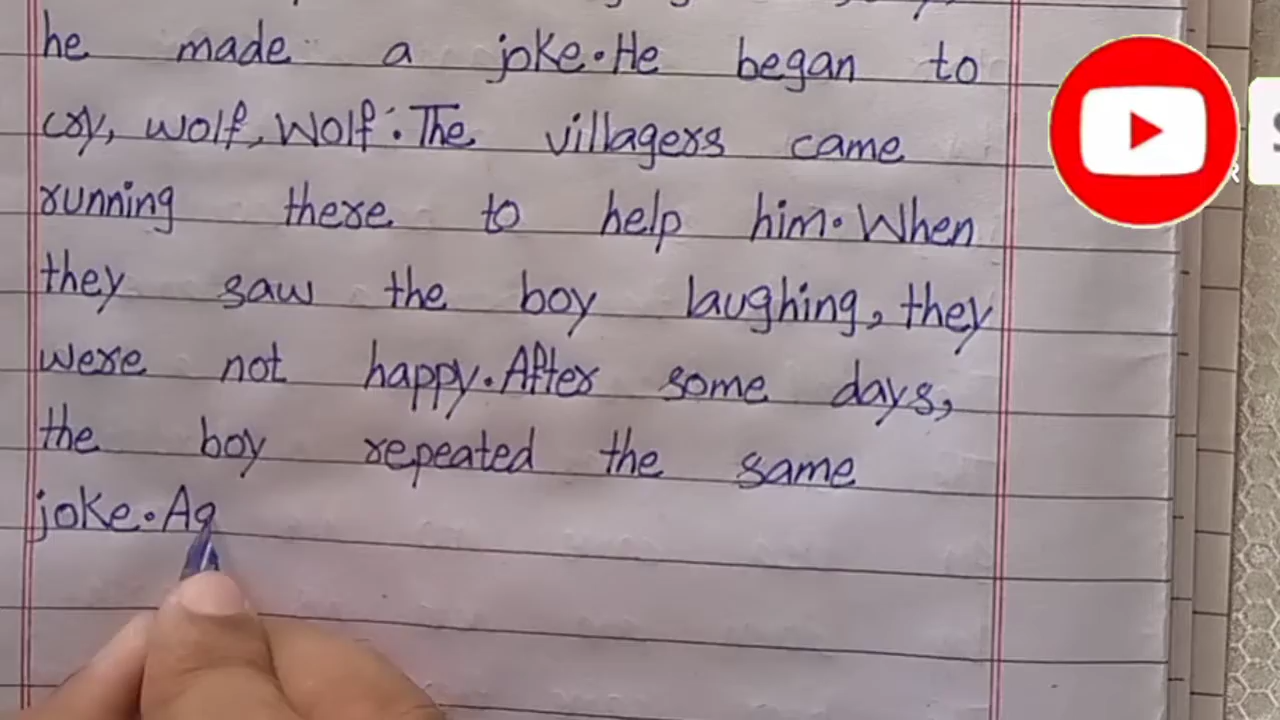 he made a joke. He began to
cry, wolf, Wolf'. The villagers came
running there to help him. When
they saw the boy laughing, they
were not happy. After some days,
the boy repeated the same
joke. Ag
S
R